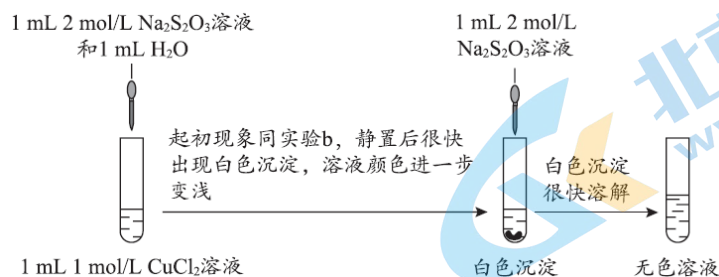 1 mL 2 mol/L Na₂S₂O₃溶液
和1 mL H₂O
1 mL 2 mol/L
Na₂S₂O₃溶液
起初现象同实验b，静置后很快
出现白色沉淀，溶液颜色进一步
变浅
白色沉淀
很快溶解
1 mL 1 mol/L CuCl₂溶液
白色沉淀
无色溶液